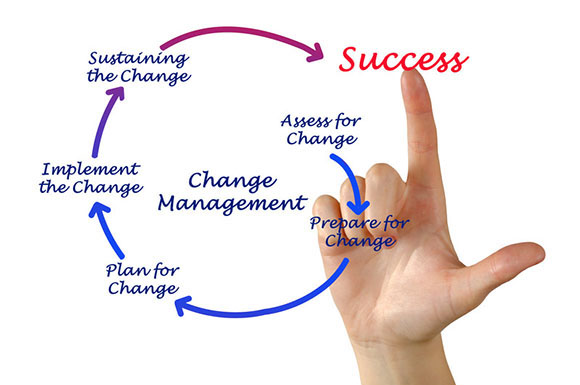 Success
Sustaining
the Change
Assess for
Change
Implement
the Change
Change
Management
Prepare for
Change
Plan for
Change